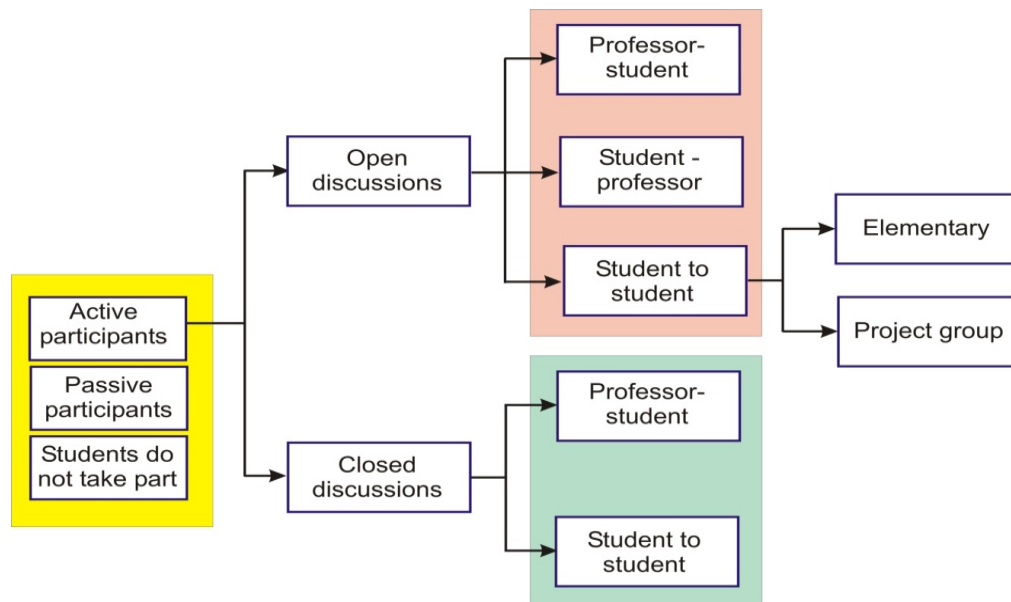 Professor-
student
Open
discussions
Student -
professor
Student to
student
Elementary
Project group
Active
participants
Passive
participants
Students do
not take part
Closed
discussions
Professor-
student
Student to
student